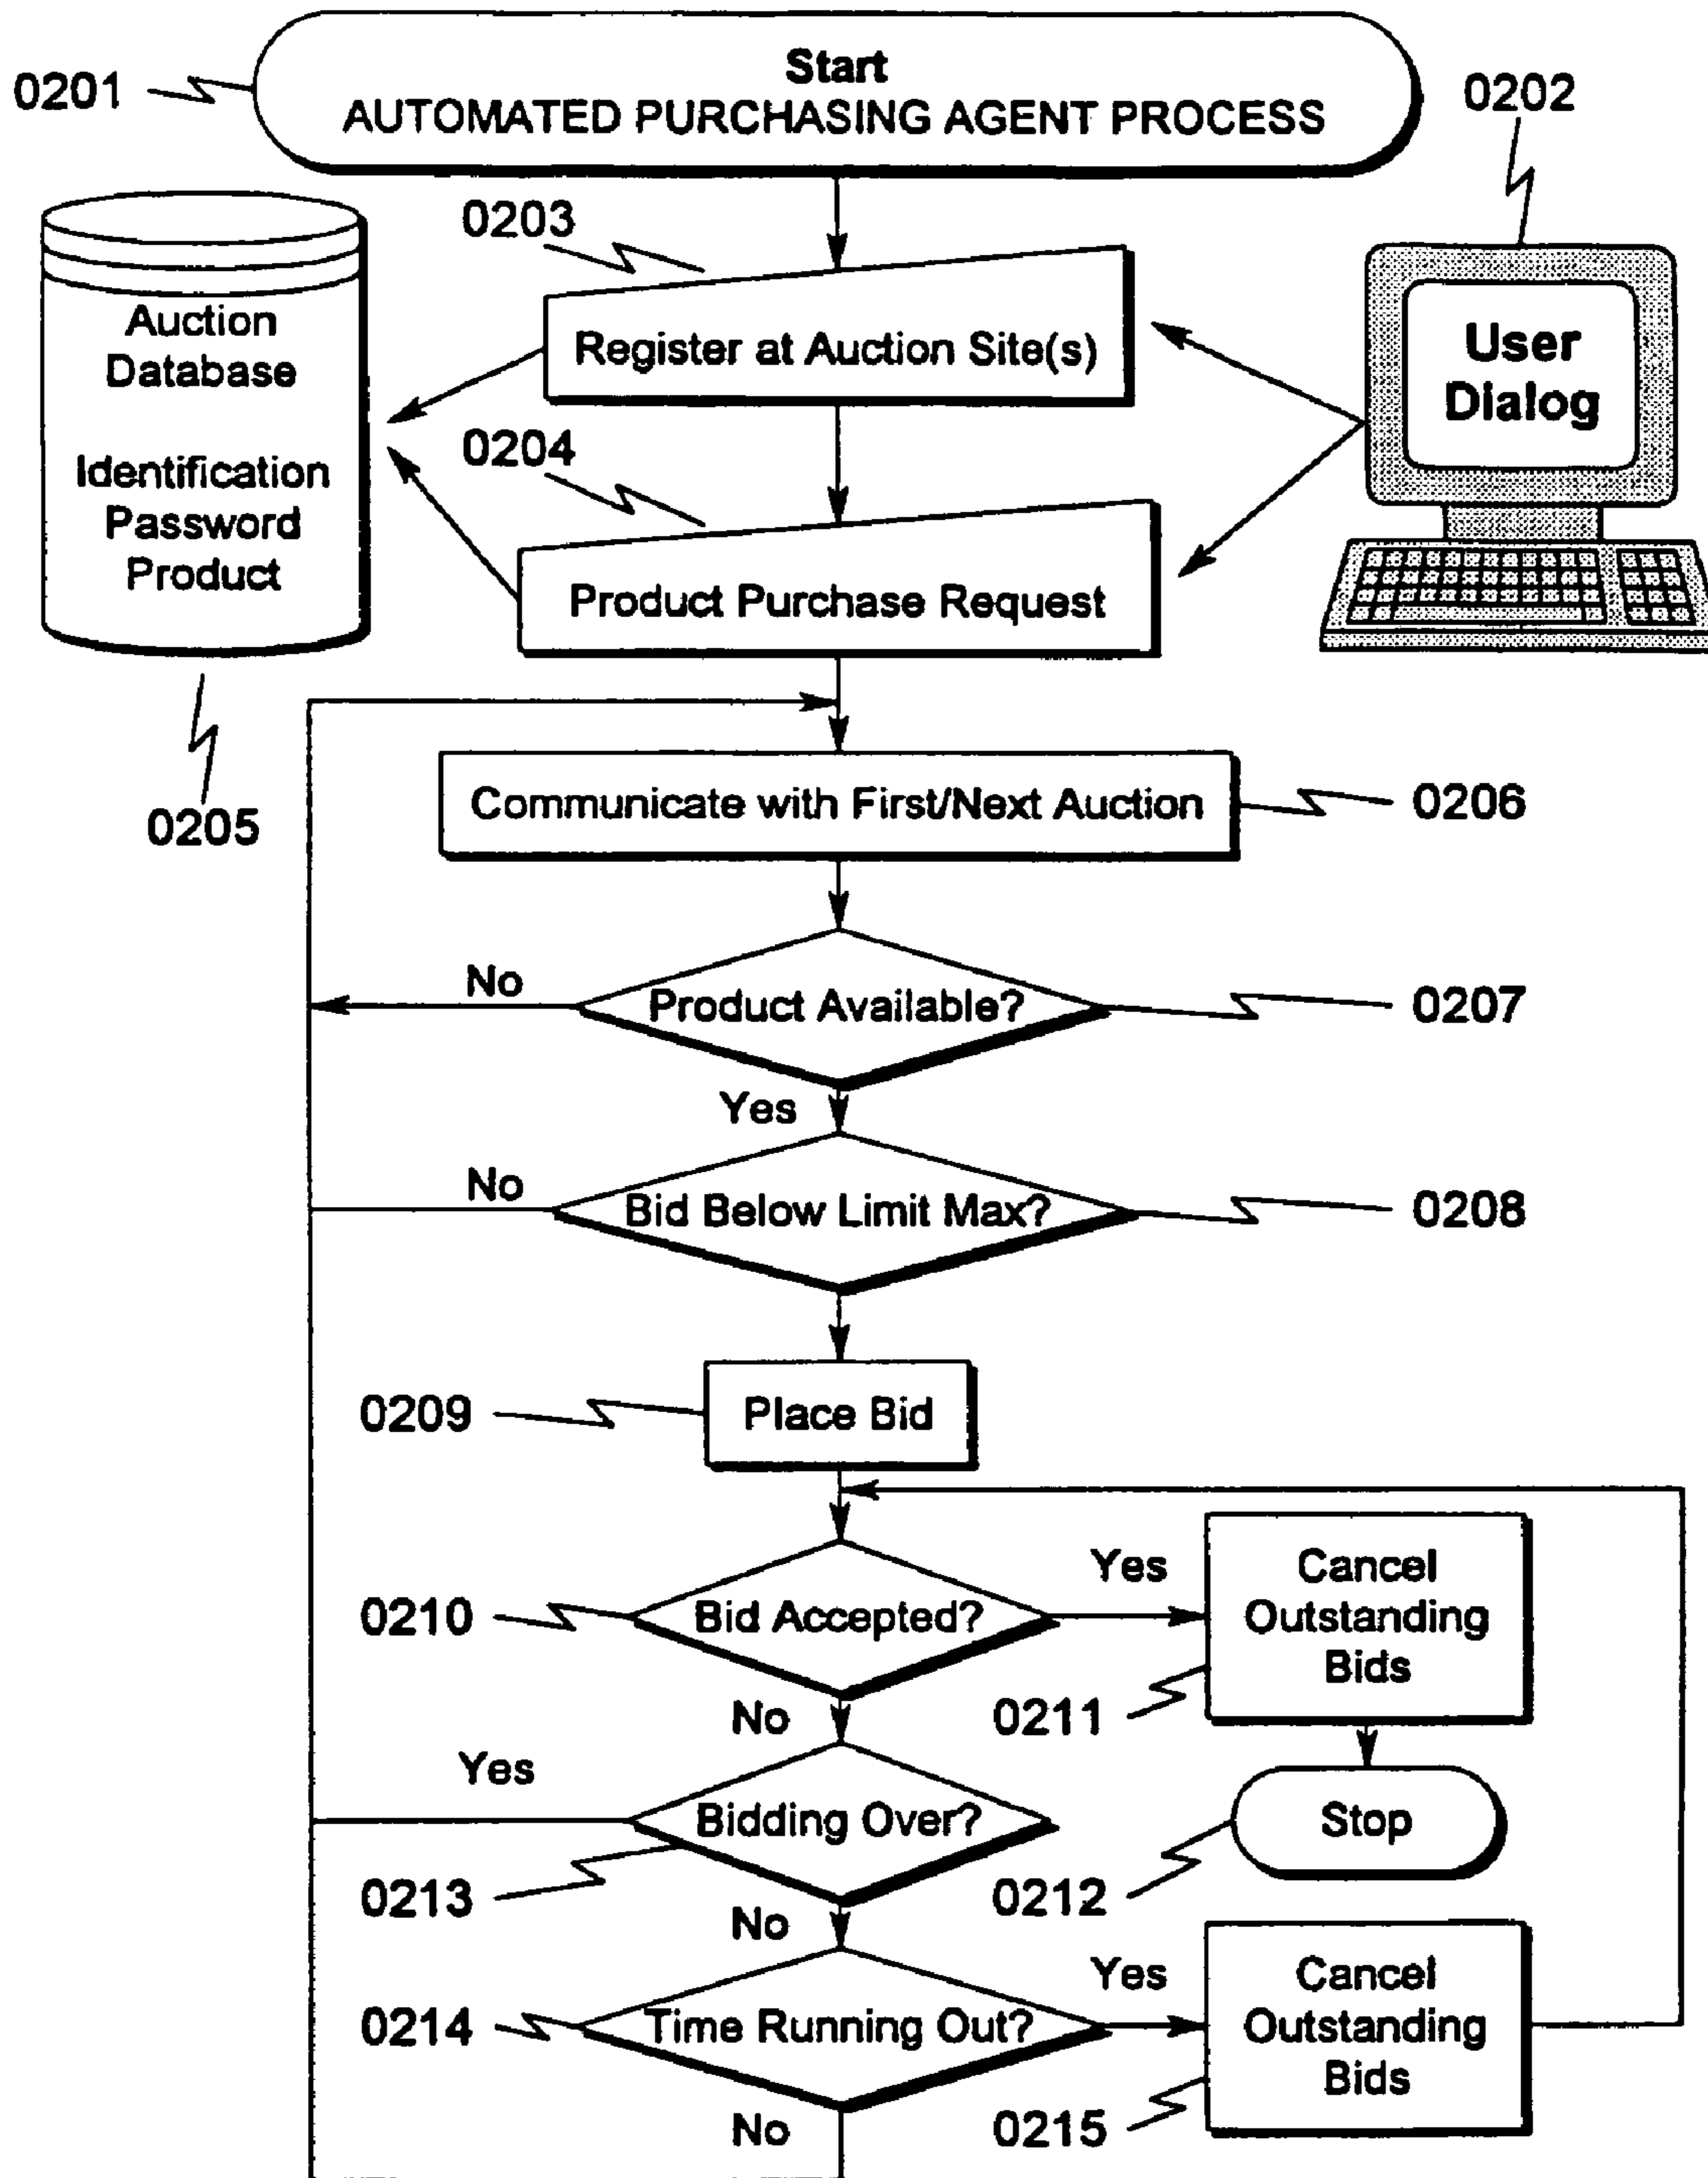 Start
AUTOMATED PURCHASING AGENT PROCESS
0201
0202
0203
Auction
Database
Identification
Password
Product
Register at Auction Site(s)
User
Dialog
0204
Product Purchase Request
0205
Communicate with First/Next Auction
0206
No
Product Available?
0207
Yes
No
Bid Below Limit Max?
0208
0209
Place Bid
0210
Bid Accepted?
Yes
Cancel
Outstanding
Bids
0211
No
Yes
Bidding Over?
0213
Stop
0212
No
0214
Time Running Out?
Yes
Cancel
Outstanding
Bids
0215
No